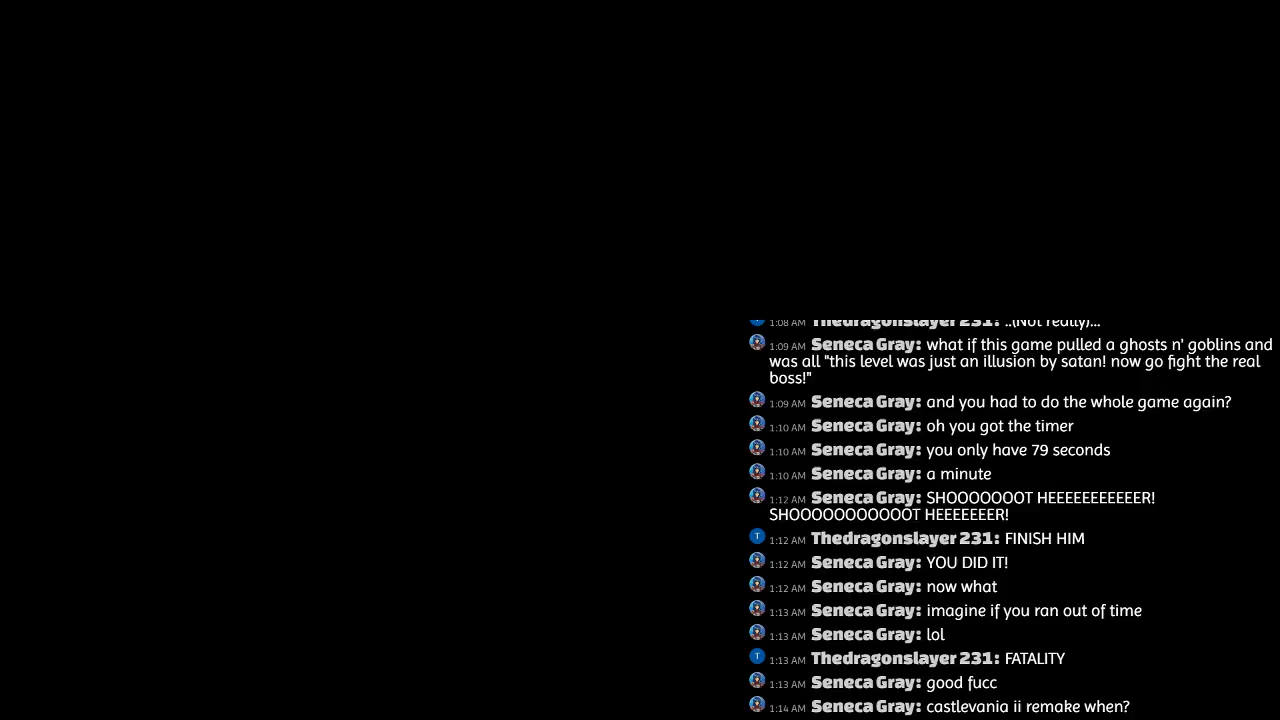 1:08 AM Thedragonslayer 231: ..(Not really)...
1:09 AM Seneca Gray: what if this game pulled a ghosts n' goblins and
was all "this level was just an illusion by satan! now go fight the real
boss!"
1:09 AM Seneca Gray: and you had to do the whole game again?
1:10 AM Seneca Gray: oh you got the timer
1:10 AM Seneca Gray: you only have 79 seconds
1:10 AM Seneca Gray: a minute
1:12 AM Seneca Gray: SHOOOOOOOT HEEEEEEEEEEER!
SHOOOOOOOOOOOT HEEEEEEER!
T 1:12 AM Thedragonslayer 231: FINISH HIM
1:12 AM Seneca Gray: YOU DID IT!
1:12 AM Seneca Gray: now what
1:13 AM Seneca Gray: imagine if you ran out of time
1:13 AM Seneca Gray: lol
T 1:13 AM Thedragonslayer 231: FATALITY
1:13 AM Seneca Gray: good fucc
1:14 AM Seneca Gray: castlevania ii remake when?